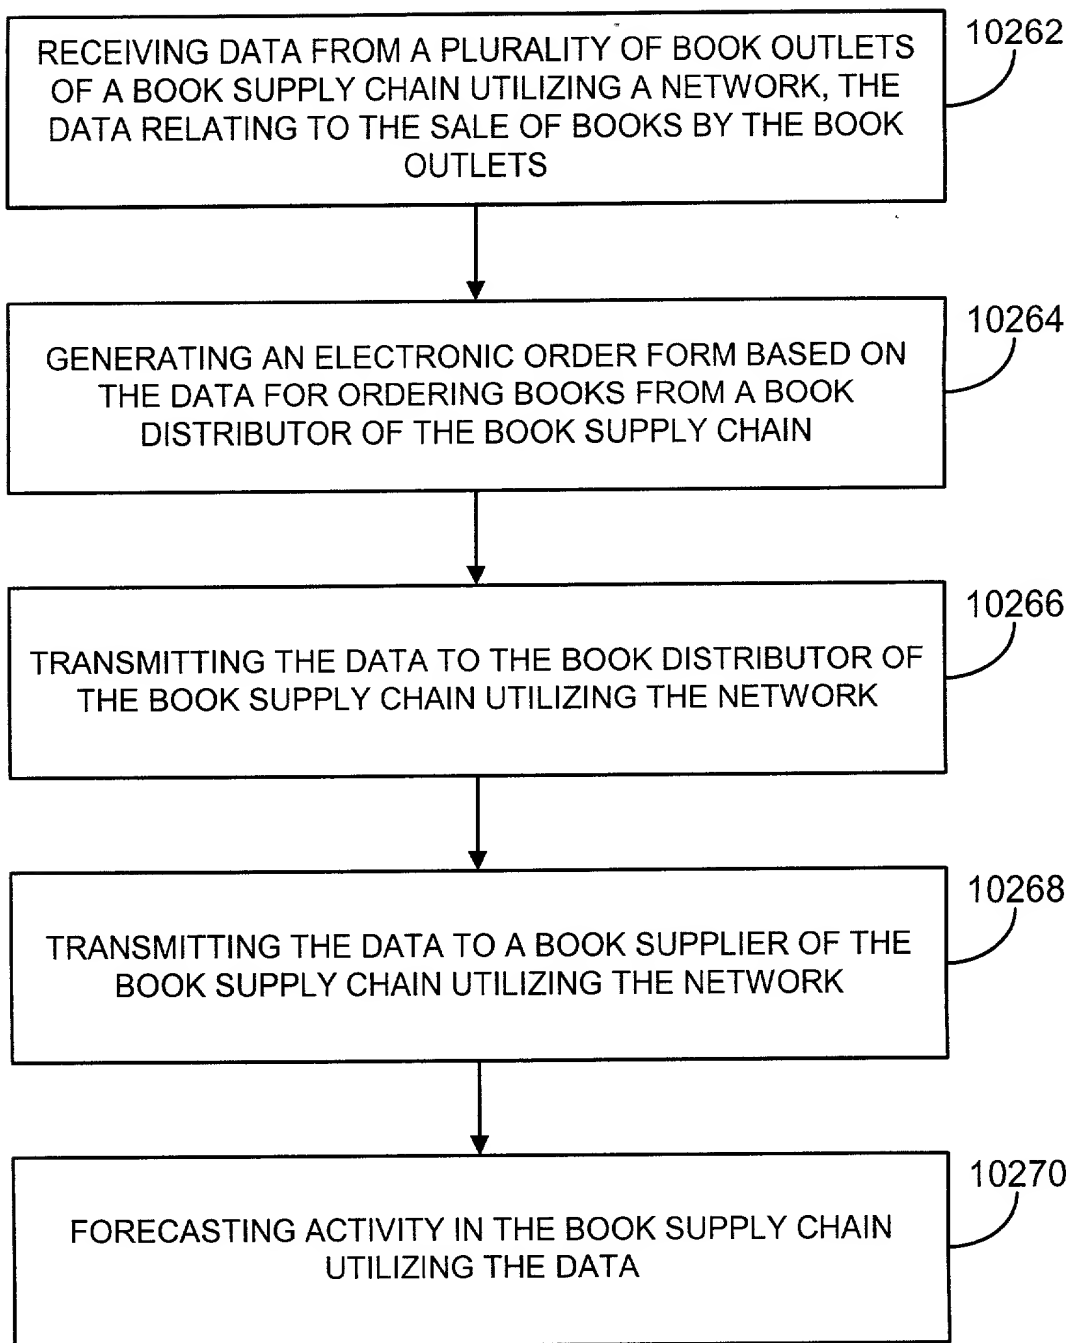 RECEIVING DATA FROM A PLURALITY OF BOOK OUTLETS
OF A BOOK SUPPLY CHAIN UTILIZING A NETWORK, THE
DATA RELATING TO THE SALE OF BOOKS BY THE BOOK
OUTLETS
10262
GENERATING AN ELECTRONIC ORDER FORM BASED ON
THE DATA FOR ORDERING BOOKS FROM A BOOK
DISTRIBUTOR OF THE BOOK SUPPLY CHAIN
10264
TRANSMITTING THE DATA TO THE BOOK DISTRIBUTOR OF
THE BOOK SUPPLY CHAIN UTILIZING THE NETWORK
10266
TRANSMITTING THE DATA TO A BOOK SUPPLIER OF THE
BOOK SUPPLY CHAIN UTILIZING THE NETWORK
10268
FORECASTING ACTIVITY IN THE BOOK SUPPLY CHAIN
UTILIZING THE DATA
10270